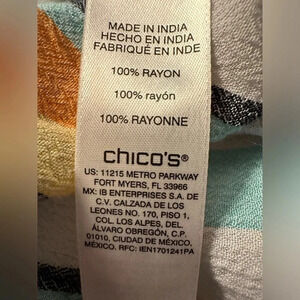 MADE IN INDIA
HECHO EN INDIA
FABRIQUÉ EN INDE
100% RAYON
100% rayón
100% RAYONNE
chico's®
US: 11215 METRO PARKWAY
FORT MYERS, FL 33966
MX: IB ENTERPRISES S.A. DE
C.V. CALZADA DE LOS
LEONES NO. 170, PISO 1,
COL. LOS ALPES, DEL.
ÁLVARO OBREGÓN, C.P.
01010, CIUDAD DE MÉXICO,
MÉXICO. RFC: IEN1701241PA